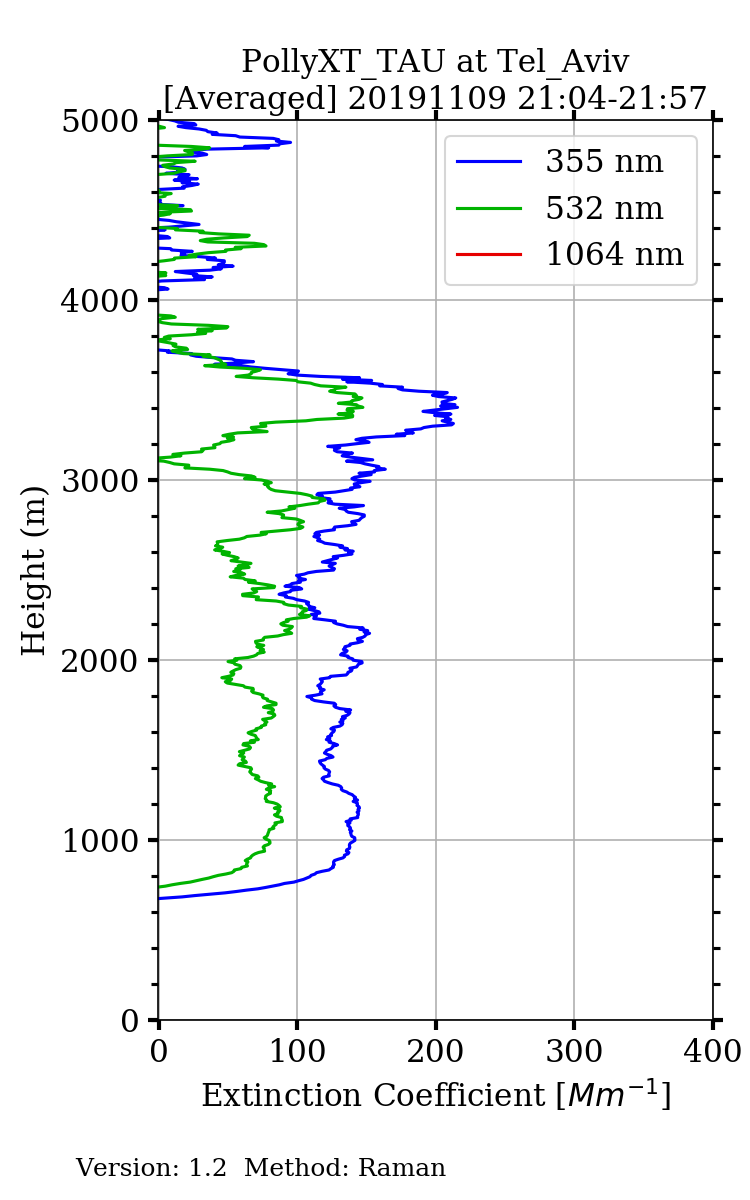 PollyXT_TAU at Tel_Aviv
[Averaged] 20191109 21:04-21:57
355 nm
532 nm
1064 nm
5000
4000
3000
2000
1000
0
Height (m)
0 100 200 300 400
Extinction Coefficient [Mm⁻¹]
Version: 1.2 Method: Raman